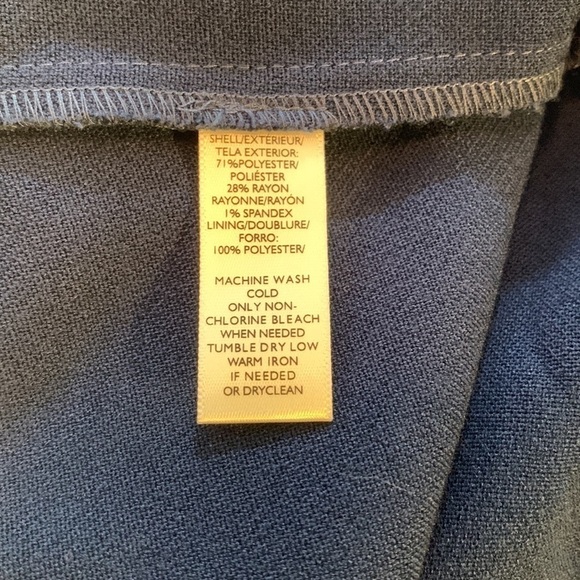 SHELL/EXTERIEUR/
TELA EXTERIOR:
71%POLYESTER/
POLIÉSTER
28% RAYON
RAYONNE/RAYÓN
1% SPANDEX
LINING/DOUBLURE/
FORRO:
100% POLYESTER/
MACHINE WASH
COLD
ONLY NON-
CHLORINE BLEACH
WHEN NEEDED
TUMBLE DRY LOW
WARM IRON
IF NEEDED
OR DRYCLEAN